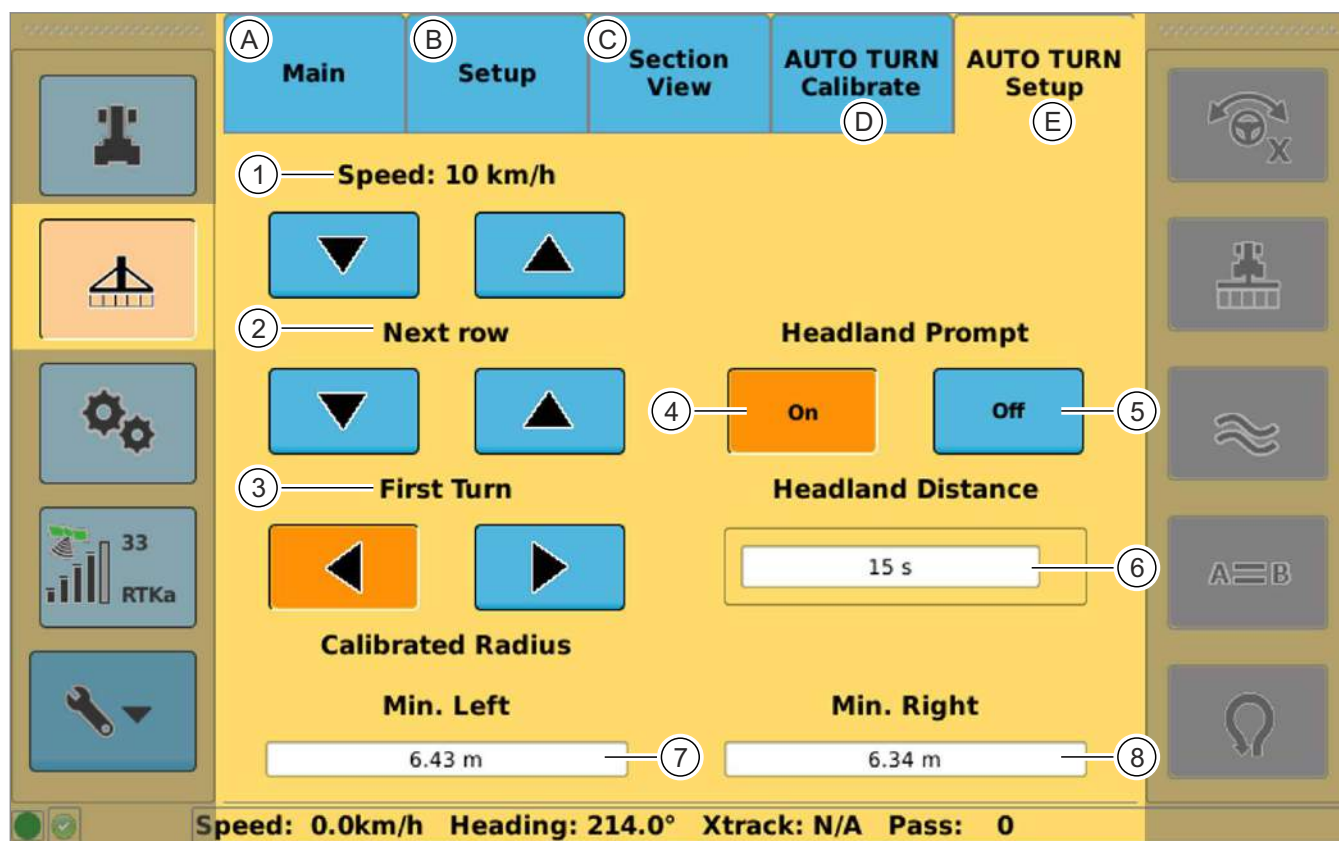 A
Main
B
Setup
C
Section
View
AUTO TURN
Calibrate
D
AUTO TURN
Setup
E
1
Speed: 10 km/h
2
Next row
Headland Prompt
4
On
Off
5
3
First Turn
Headland Distance
15 s
6
Calibrated Radius
Min. Left
Min. Right
6.43 m
7
6.34 m
8
33
RTKa
X
A=B
Speed: 0.0km/h Heading: 214.0° Xtrack: N/A Pass: 0